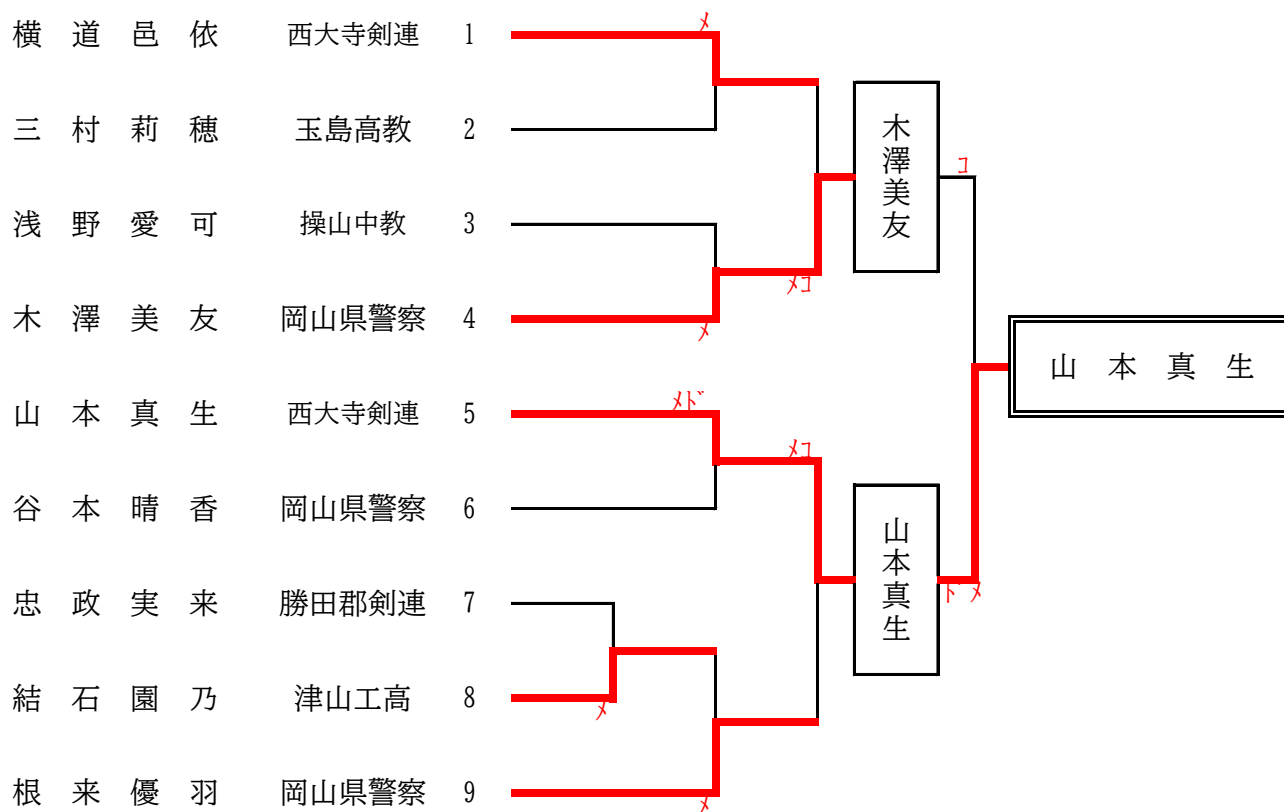 横道邑依 西大寺剣連 1
ﾒ
三村莉穂 玉島高教 2
浅野愛可 操山中教 3
ﾒｺ
木澤美友 岡山県警察 4
ﾒ
木澤美友
ｺ
山本真生
山本真生 西大寺剣連 5
ﾒﾄﾞ
ﾒｺ
谷本晴香 岡山県警察 6
山本真生
ﾄﾞﾒ
忠政実来 勝田郡剣連 7
結石園乃 津山工高 8
ﾒ
根来優羽 岡山県警察 9
ﾒ